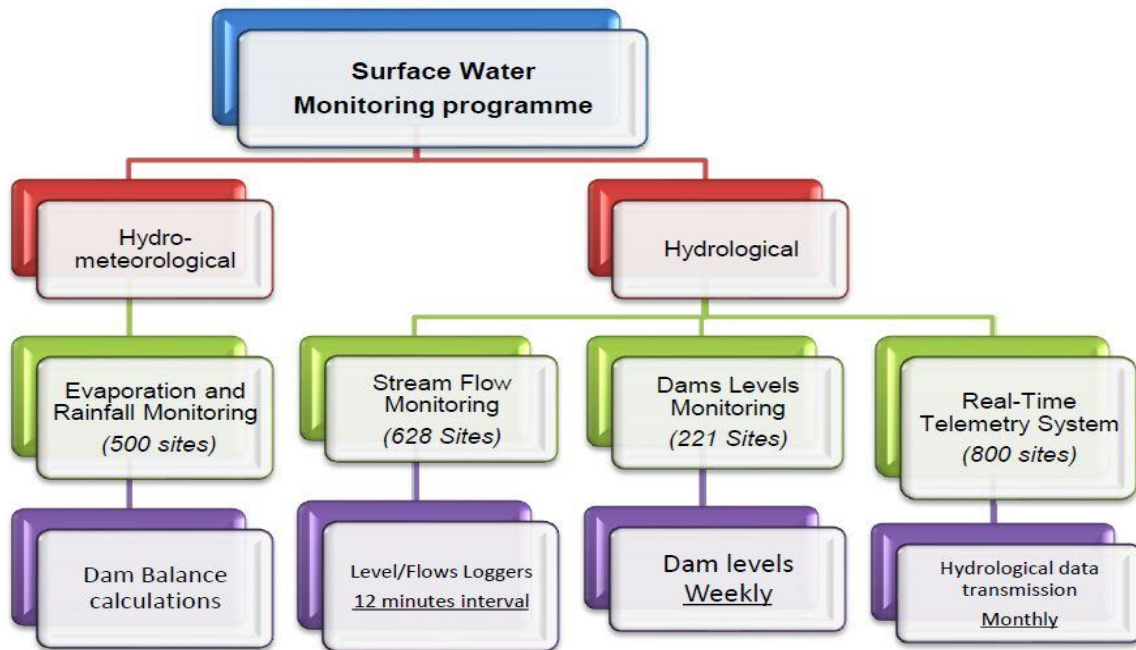 Surface Water
Monitoring programme
Hydro-
meteorological
Hydrological
Evaporation and
Rainfall Monitoring
(500 sites)
Stream Flow
Monitoring
(628 Sites)
Dams Levels
Monitoring
(221 Sites)
Real-Time
Telemetry System
(800 sites)
Dam Balance
calculations
Level/Flows Loggers
12 minutes interval
Dam levels
Weekly
Hydrological data
transmission
Monthly